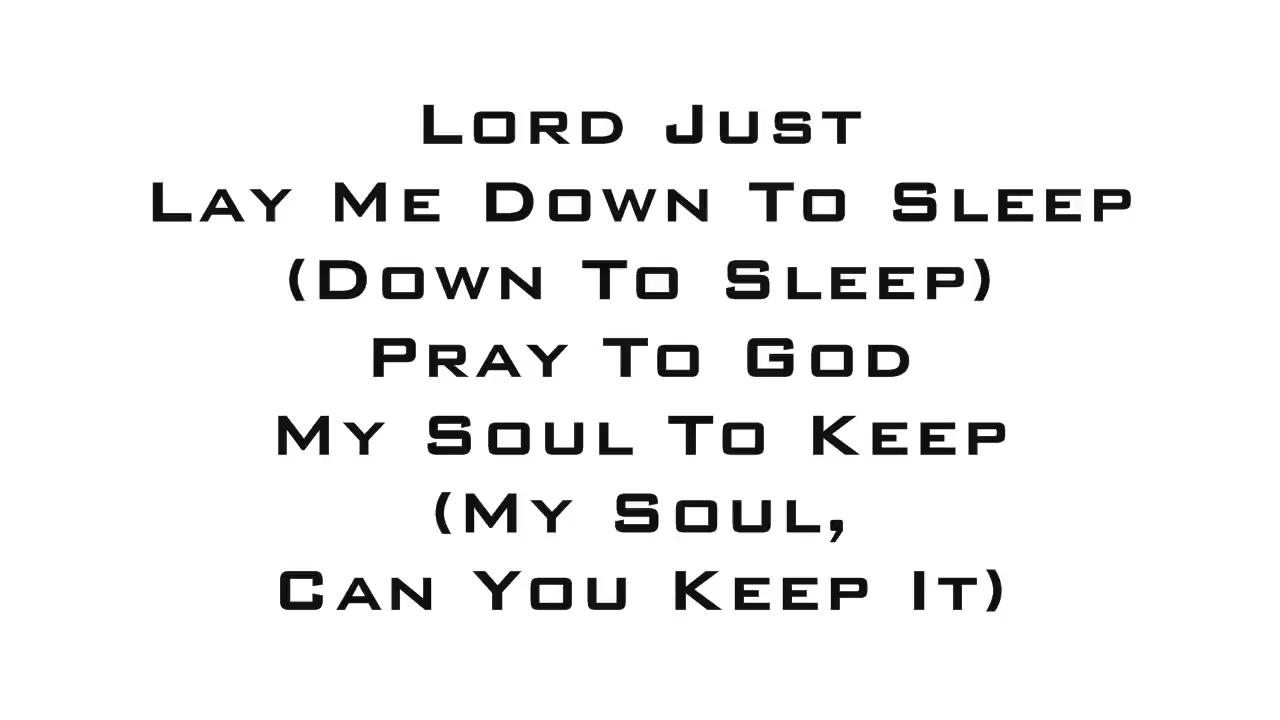 Lord Just
Lay Me Down To Sleep
(Down To Sleep)
Pray To God
My Soul To Keep
(My Soul,
Can You Keep It)